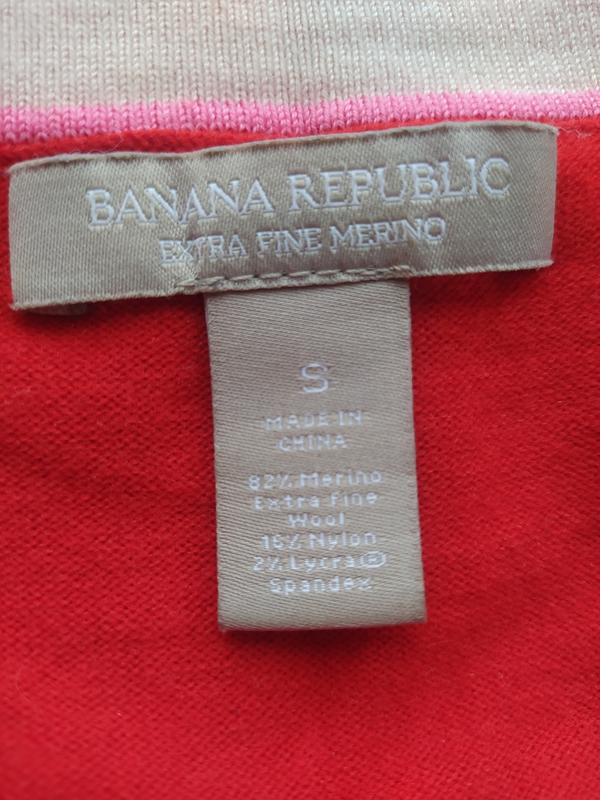 BANANA REPUBLIC
EXTRA FINE MERINO
S
MADE IN
CHINA
82% Merino
Extra fine
Wool
16% Nylon
2% Lycra®
Spandex